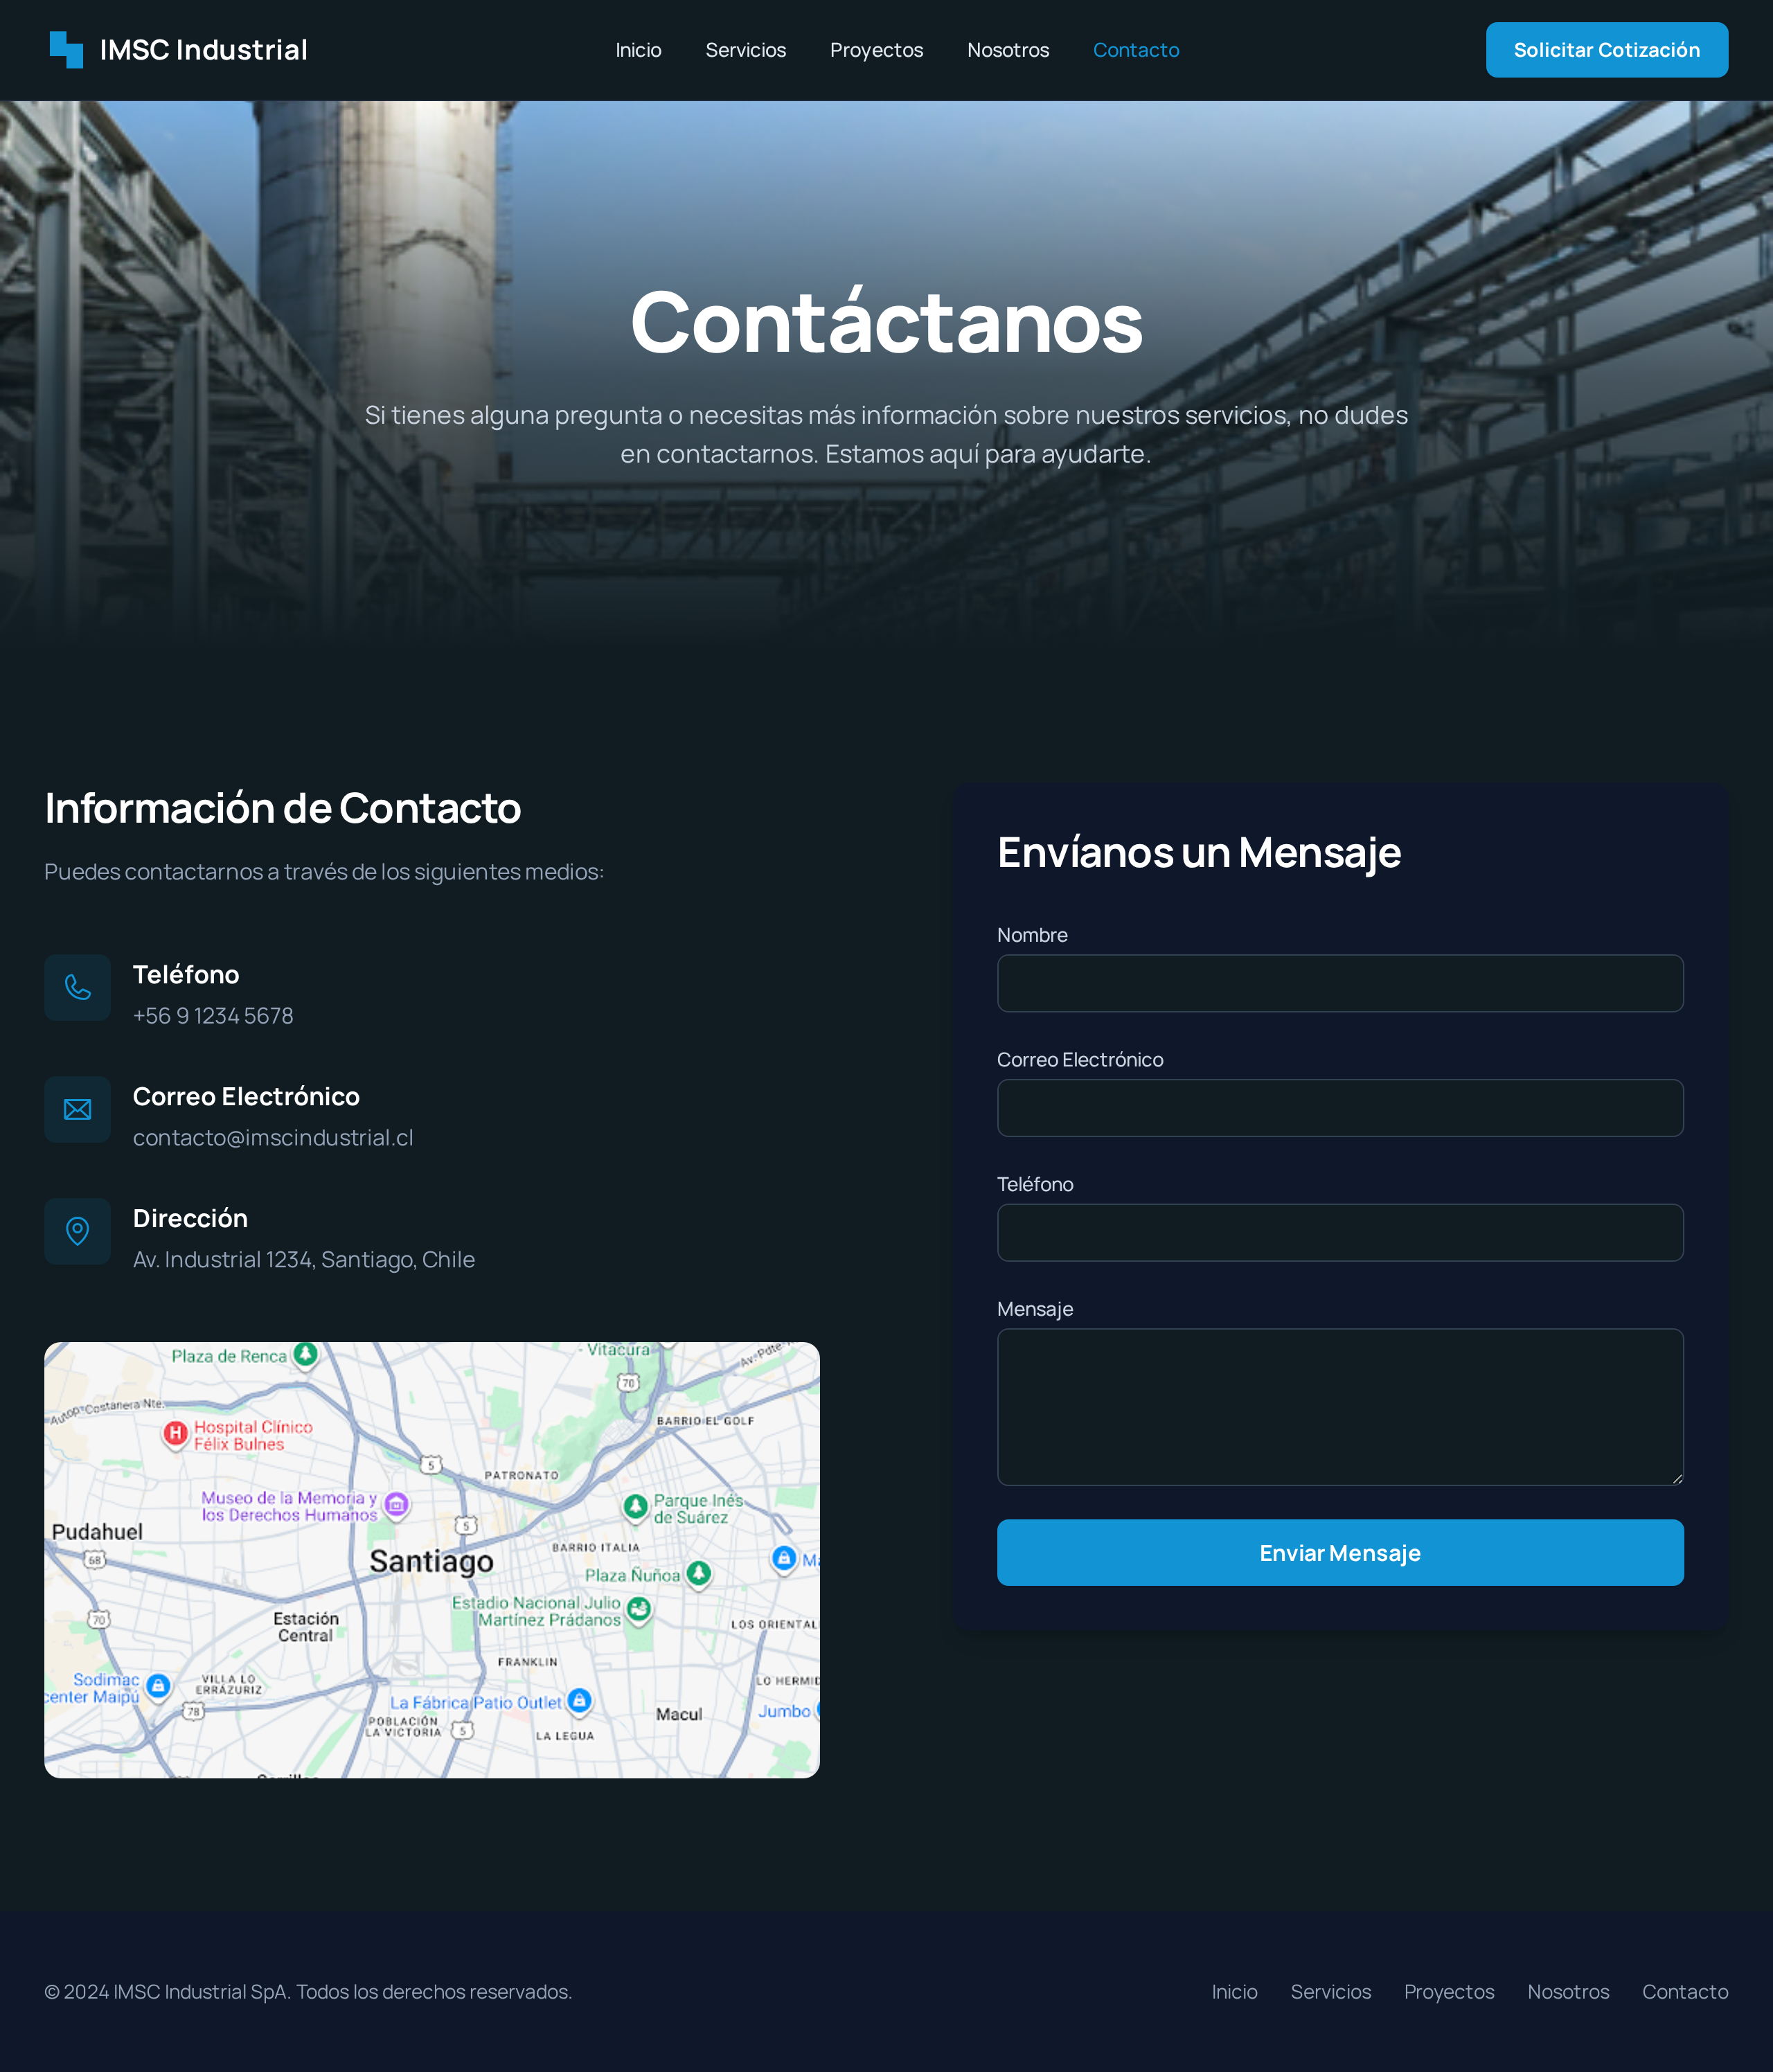 IMSC Industrial
Inicio
Servicios
Proyectos
Nosotros
Contacto
Solicitar Cotización
Contáctanos
Si tienes alguna pregunta o necesitas más información sobre nuestros servicios, no dudes
en contactarnos. Estamos aquí para ayudarte.
Información de Contacto
Puedes contactarnos a través de los siguientes medios:
Teléfono
+56 9 1234 5678
Correo Electrónico
contacto@imscindustrial.cl
Dirección
Av. Industrial 1234, Santiago, Chile
Plaza de Renca
- Vitacura
Av. Pdte
70
Autop. Costanera Nte.
BARRIO EL GOLF
H
Hospital Clínico
Félix Bulnes
5
PATRONATO
Museo de la Memoria y
los Derechos Humanos
Parque Inés
de Suárez
5
Pudahuel
68
BARRIO ITALIA
Santiago
Plaza Ñuñoa
Estadio Nacional Julio
Martínez Prádanos
70
Estación
Central
LOS ORIENTAL
FRANKLIN
Sodimac
center Maipú
VILLA LO
ERRÁZURIZ
LO HERMID
78
La Fábrica Patio Outlet
Macul
Jumbo
POBLACIÓN
LA VICTORIA
5
LA LEGUA
Envíanos un Mensaje
Nombre
Correo Electrónico
Teléfono
Mensaje
Enviar Mensaje
© 2024 IMSC Industrial SpA. Todos los derechos reservados.
Inicio
Servicios
Proyectos
Nosotros
Contacto